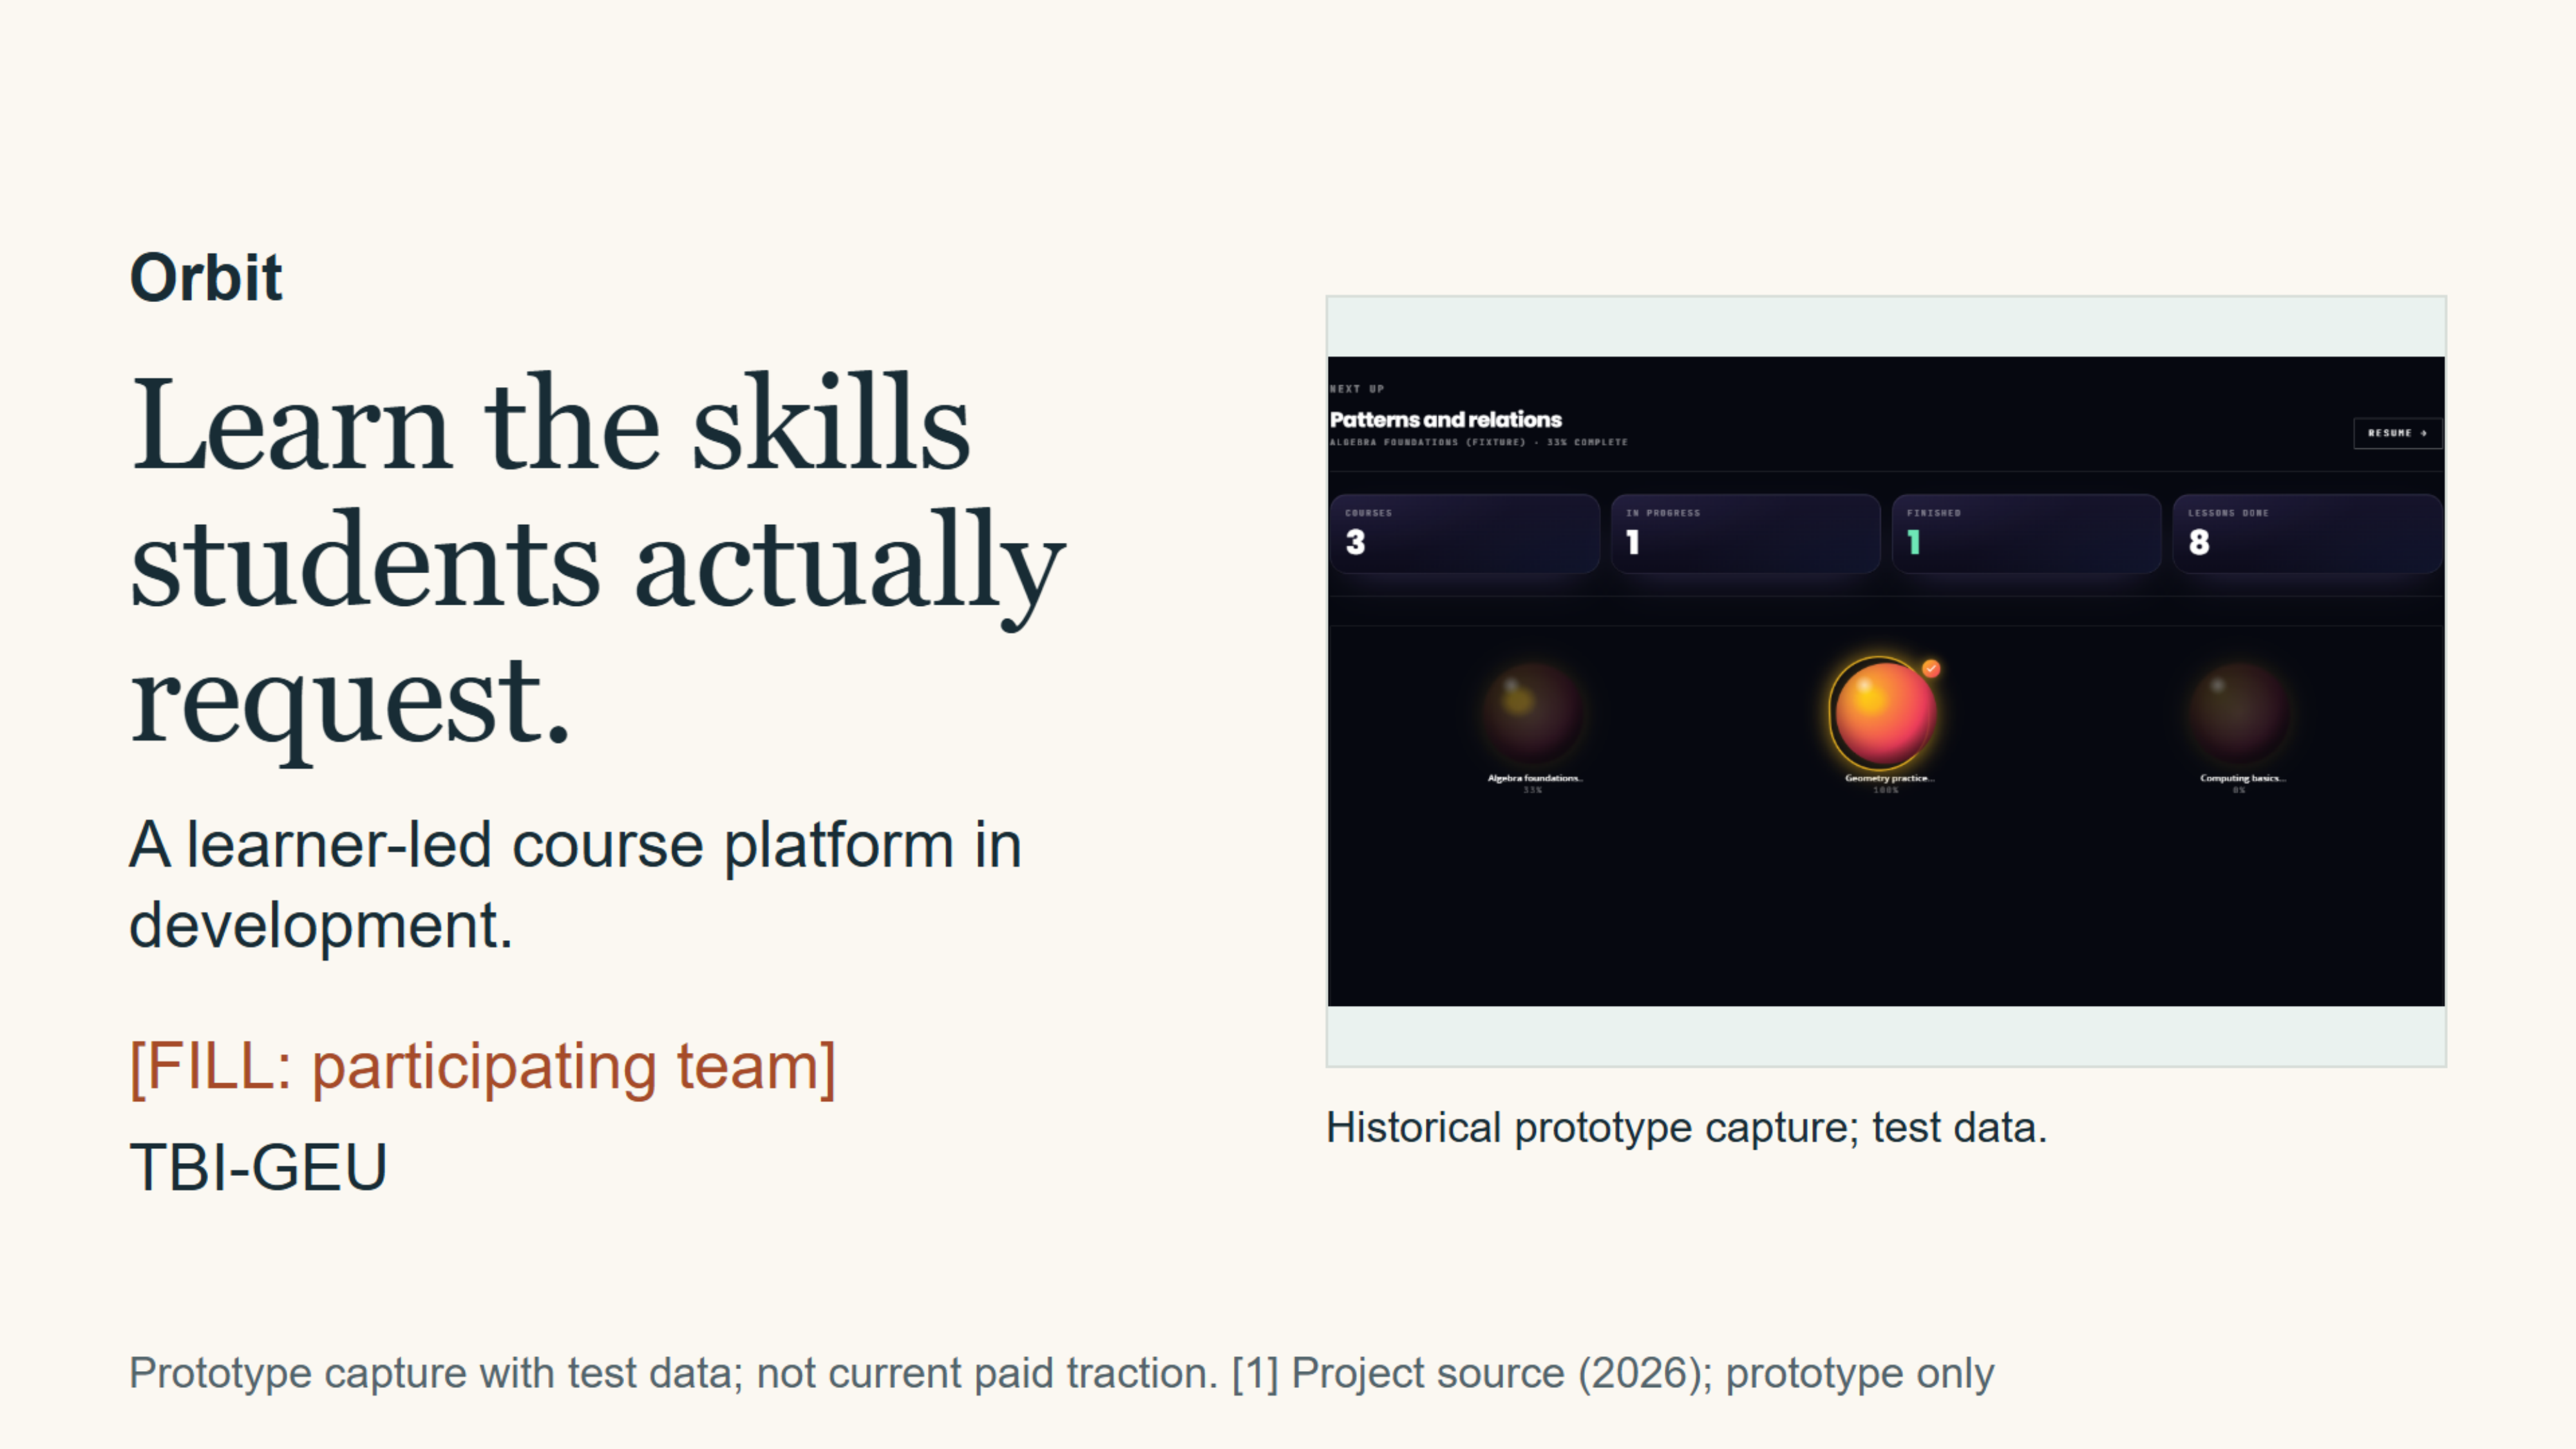 Orbit
Learn the skills
students actually
request.
A learner-led course platform in
development.
[FILL: participating team]
TBI-GEU
NEXT UP
Patterns and relations
ALGEBRA FOUNDATIONS (FIXTURE) · 33% COMPLETE
RESUME →
COURSES
3
IN PROGRESS
1
FINISHED
1
LESSONS DONE
8
Algebra foundations...
33%
Geometry practice...
100%
Computing basics...
0%
Historical prototype capture; test data.
Prototype capture with test data; not current paid traction. [1] Project source (2026); prototype only